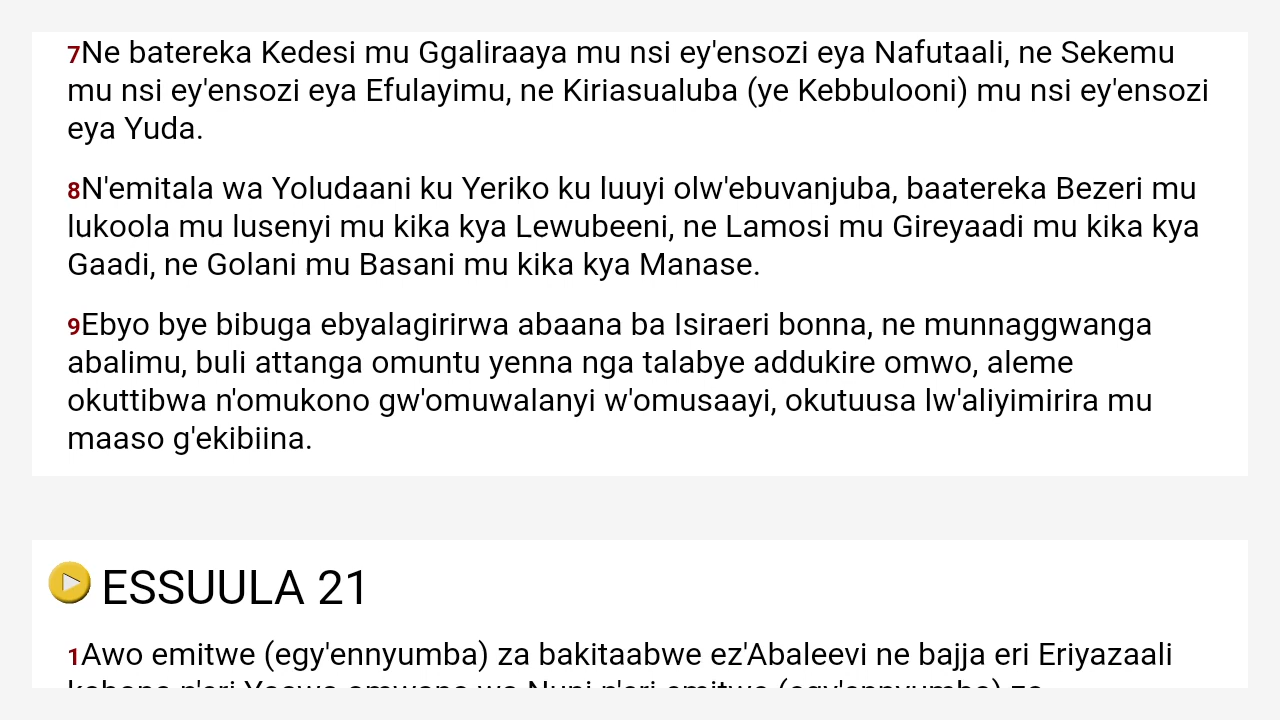 7Ne batereka Kedesi mu Ggaliraaya mu nsi ey'ensozi eya Nafutaali, ne Sekemu
mu nsi ey'ensozi eya Efulayimu, ne Kiriasualuba (ye Kebbulooni) mu nsi ey'ensozi
eya Yuda.
8N'emitala wa Yoludaani ku Yeriko ku luuyi olw'ebuvanjuba, baatereka Bezeri mu
lukoola mu lusenyi mu kika kya Lewubeeni, ne Lamosi mu Gireyaadi mu kika kya
Gaadi, ne Golani mu Basani mu kika kya Manase.
9Ebyo bye bibuga ebyalagirirwa abaana ba Isiraeri bonna, ne munnaggwanga
abalimu, buli attanga omuntu yenna nga talabye addukire omwo, aleme
okuttibwa n'omukono gw'omuwalanyi w'omusaayi, okutuusa lw'aliyimirira mu
maaso g'ekibiina.
ESSUULA 21
1Awo emitwe (egy'ennyumba) za bakitaabwe ez'Abaleevi ne bajja eri Eriyazaali